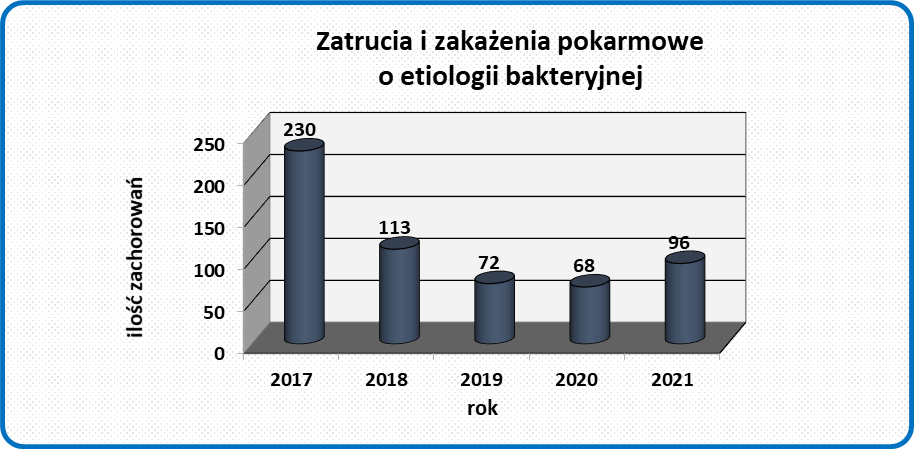 Zatrucia i zakażenia pokarmowe
o etiologii bakteryjnej
ilość zachorowań
250
200
150
100
50
0
230
113
72
68
96
2017 2018 2019 2020 2021
rok